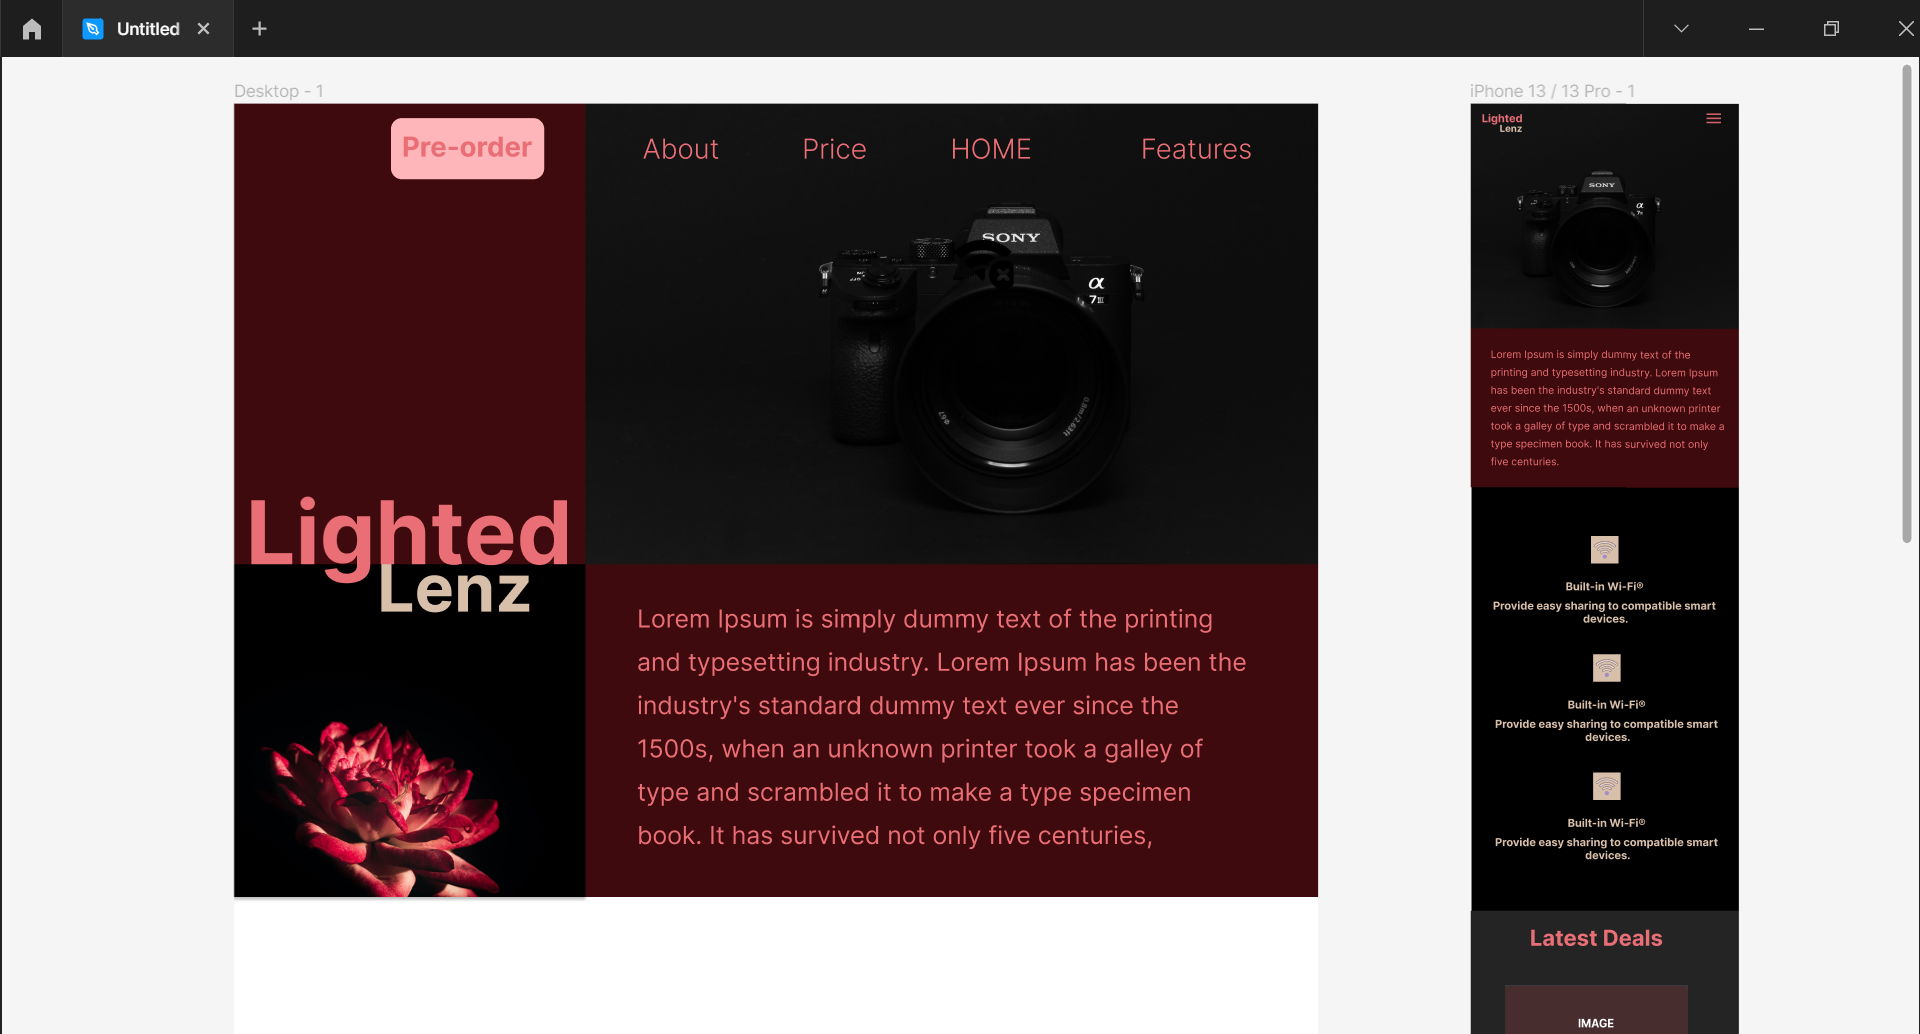 Untitled
Desktop - 1
Pre-order
About Price HOME Features
SONY
α
7III
Φ67
0.8m/2.63ft
Lighted
Lenz
Lorem Ipsum is simply dummy text of the printing
and typesetting industry. Lorem Ipsum has been the
industry's standard dummy text ever since the
1500s, when an unknown printer took a galley of
type and scrambled it to make a type specimen
book. It has survived not only five centuries,
iPhone 13 / 13 Pro - 1
Lighted
Lenz
SONY
α
Lorem Ipsum is simply dummy text of the
printing and typesetting industry. Lorem Ipsum
has been the industry's standard dummy text
ever since the 1500s, when an unknown printer
took a galley of type and scrambled it to make a
type specimen book. It has survived not only
five centuries.
Built-in Wi-Fi®
Provide easy sharing to compatible smart
devices.
Built-in Wi-Fi®
Provide easy sharing to compatible smart
devices.
Built-in Wi-Fi®
Provide easy sharing to compatible smart
devices.
Latest Deals
IMAGE